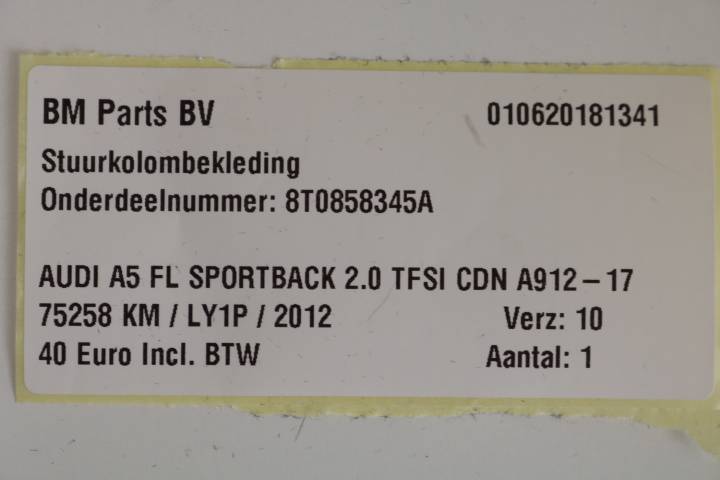 BM Parts BV 010620181341
Stuurkolombekleding
Onderdeelnummer: 8T0858345A
AUDI A5 FL SPORTBACK 2.0 TFSI CDN A912-17
75258 KM / LY1P / 2012 Verz: 10
40 Euro Incl. BTW Aantal: 1